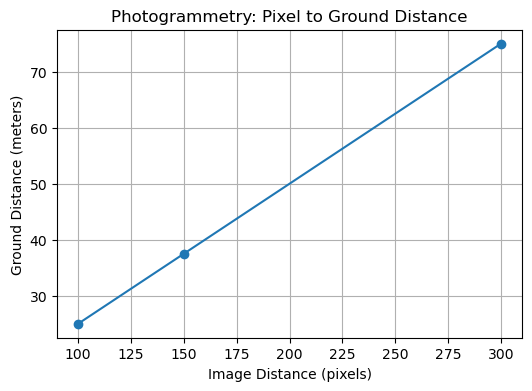 Photogrammetry: Pixel to Ground Distance
Ground Distance (meters)
70
60
50
40
30
100 125 150 175 200 225 250 275 300
Image Distance (pixels)